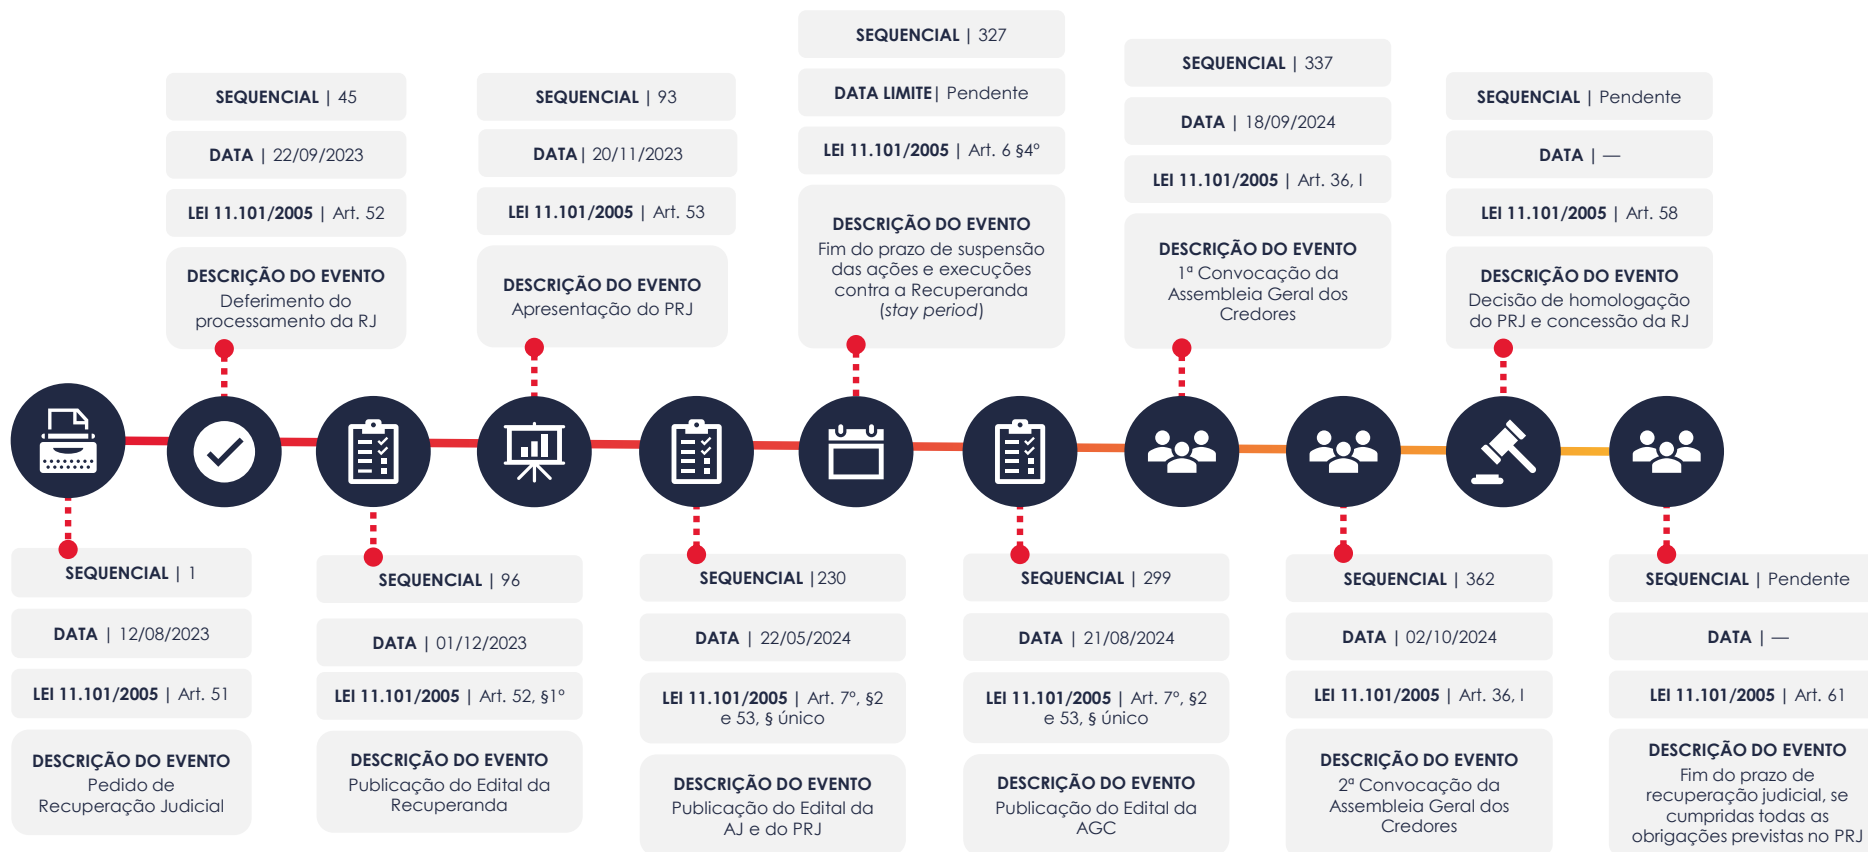 SEQUENCIAL | 1
DATA | 12/08/2023
LEI 11.101/2005 | Art. 51
DESCRIÇÃO DO EVENTO
Pedido de
Recuperação Judicial
SEQUENCIAL | 45
DATA | 22/09/2023
LEI 11.101/2005 | Art. 52
DESCRIÇÃO DO EVENTO
Deferimento do
processamento da RJ
SEQUENCIAL | 96
DATA | 01/12/2023
LEI 11.101/2005 | Art. 52, §1º
DESCRIÇÃO DO EVENTO
Publicação do Edital da
Recuperanda
SEQUENCIAL | 93
DATA| 20/11/2023
LEI 11.101/2005 | Art. 53
DESCRIÇÃO DO EVENTO
Apresentação do PRJ
SEQUENCIAL |230
DATA | 22/05/2024
LEI 11.101/2005 | Art. 7º, §2
e 53, § único
DESCRIÇÃO DO EVENTO
Publicação do Edital da
AJ e do PRJ
SEQUENCIAL | 327
DATA LIMITE| Pendente
LEI 11.101/2005 | Art. 6 §4º
DESCRIÇÃO DO EVENTO
Fim do prazo de suspensão
das ações e execuções
contra a Recuperanda
(stay period)
SEQUENCIAL | 299
DATA | 21/08/2024
LEI 11.101/2005 | Art. 7º, §2
e 53, § único
DESCRIÇÃO DO EVENTO
Publicação do Edital da
AGC
SEQUENCIAL | 337
DATA | 18/09/2024
LEI 11.101/2005 | Art. 36, I
DESCRIÇÃO DO EVENTO
1ª Convocação da
Assembleia Geral dos
Credores
SEQUENCIAL | 362
DATA | 02/10/2024
LEI 11.101/2005 | Art. 36, I
DESCRIÇÃO DO EVENTO
2ª Convocação da
Assembleia Geral dos
Credores
SEQUENCIAL | Pendente
DATA | —
LEI 11.101/2005 | Art. 58
DESCRIÇÃO DO EVENTO
Decisão de homologação
do PRJ e concessão da RJ
SEQUENCIAL | Pendente
DATA | —
LEI 11.101/2005 | Art. 61
DESCRIÇÃO DO EVENTO
Fim do prazo de
recuperação judicial, se
cumpridas todas as
obrigações previstas no PRJ